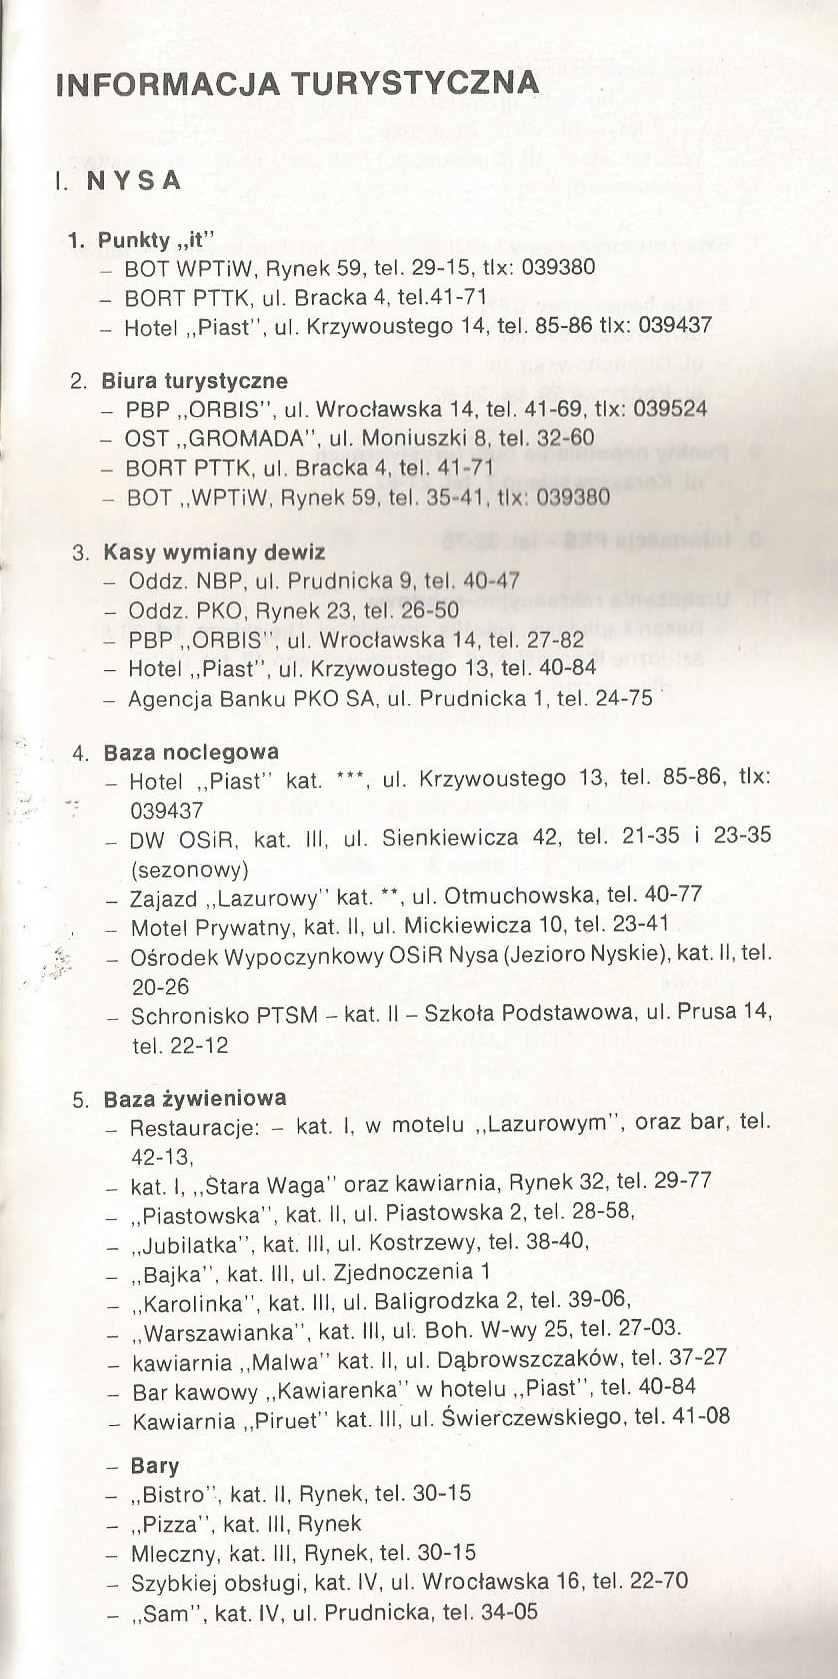 INFORMACJA TURYSTYCZNA
I. NYSA
1. Punkty „it”
– BOT WPTiW, Rynek 59, tel. 29-15, tlx: 039380
– BORT PTTK, ul. Bracka 4, tel.41-71
– Hotel „Piast”, ul. Krzywoustego 14, tel. 85-86 tlx: 039437
2. Biura turystyczne
– PBP „ORBIS”, ul. Wrocławska 14, tel. 41-69, tlx: 039524
– OST „GROMADA”, ul. Moniuszki 8, tel. 32-60
– BORT PTTK, ul. Bracka 4, tel. 41-71
– BOT „WPTiW, Rynek 59, tel. 35-41, tlx: 039380
3. Kasy wymiany dewiz
– Oddz. NBP, ul. Prudnicka 9, tel. 40-47
– Oddz. PKO, Rynek 23, tel. 26-50
– PBP „ORBIS”, ul. Wrocławska 14, tel. 27-82
– Hotel „Piast”, ul. Krzywoustego 13, tel. 40-84
– Agencja Banku PKO SA, ul. Prudnicka 1, tel. 24-75
4. Baza noclegowa
– Hotel „Piast” kat. ***, ul. Krzywoustego 13, tel. 85-86, tlx:
039437
– DW OSiR, kat. III, ul. Sienkiewicza 42, tel. 21-35 i 23-35
(sezonowy)
– Zajazd „Lazurowy” kat. **, ul. Otmuchowska, tel. 40-77
– Motel Prywatny, kat. II, ul. Mickiewicza 10, tel. 23-41
– Ośrodek Wypoczynkowy OSiR Nysa (Jezioro Nyskie), kat. II, tel.
20-26
– Schronisko PTSM – kat. II – Szkoła Podstawowa, ul. Prusa 14,
tel. 22-12
5. Baza żywieniowa
– Restauracje: – kat. I, w motelu „Lazurowym”, oraz bar, tel.
42-13,
– kat. I, „Stara Waga” oraz kawiarnia, Rynek 32, tel. 29-77
– „Piastowska”, kat. II, ul. Piastowska 2, tel. 28-58,
– „Jubilatka”, kat. III, ul. Kostrzewy, tel. 38-40,
– „Bajka”, kat. III, ul. Zjednoczenia 1
– „Karolinka”, kat. III, ul. Baligrodzka 2, tel. 39-06,
– „Warszawianka”, kat. III, ul. Boh. W-wy 25, tel. 27-03.
– kawiarnia „Malwa” kat. II, ul. Dąbrowszczaków, tel. 37-27
– Bar kawowy „Kawiarenka” w hotelu „Piast”, tel. 40-84
– Kawiarnia „Piruet” kat. III, ul. Świerczewskiego, tel. 41-08
– Bary
– „Bistro”, kat. II, Rynek, tel. 30-15
– „Pizza”, kat. III, Rynek
– Mleczny, kat. III, Rynek, tel. 30-15
– Szybkiej obsługi, kat. IV, ul. Wrocławska 16, tel. 22-70
– „Sam”, kat. IV, ul. Prudnicka, tel. 34-05